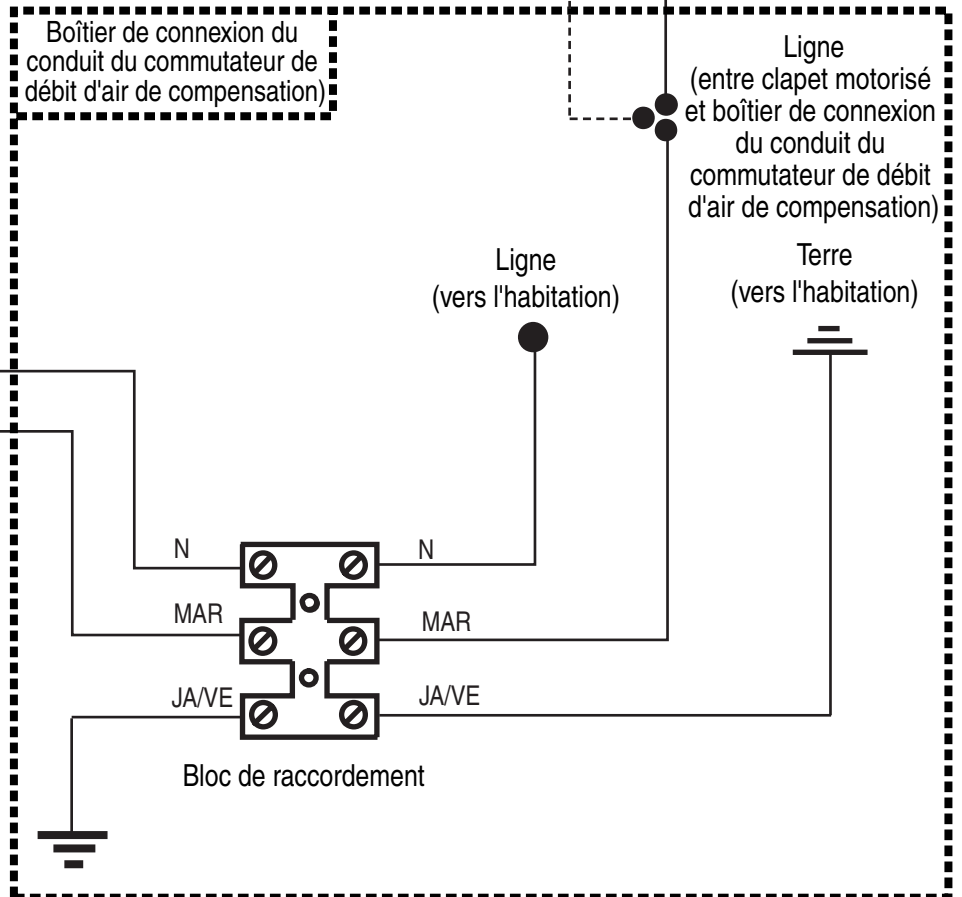 Boîtier de connexion du
conduit du commutateur de
débit d'air de compensation)
Ligne
(entre clapet motorisé
et boîtier de connexion
du conduit du
commutateur de débit
d'air de compensation)
Ligne
(vers l'habitation)
Terre
(vers l'habitation)
N
N
MAR
MAR
JA/VE
JA/VE
Bloc de raccordement